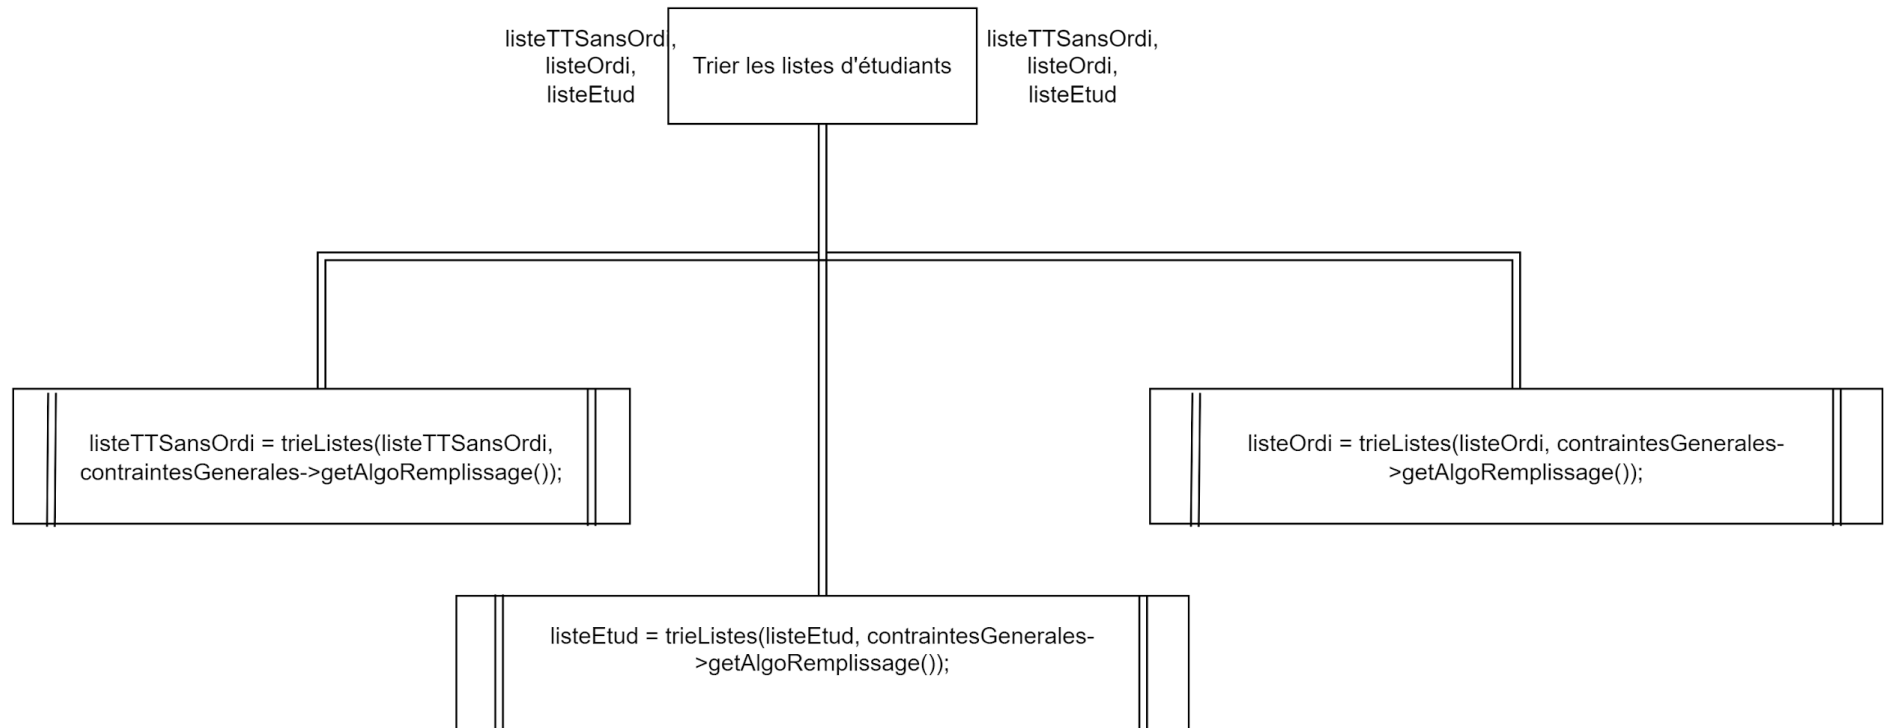 listeTTSansOrdi,
listeOrdi,
listeEtud
Trier les listes d'étudiants
listeTTSansOrdi,
listeOrdi,
listeEtud
listeTTSansOrdi = trieListes(listeTTSansOrdi,
contraintesGenerales->getAlgoRemplissage());
listeOrdi = trieListes(listeOrdi, contraintesGenerales-
>getAlgoRemplissage());
listeEtud = trieListes(listeEtud, contraintesGenerales-
>getAlgoRemplissage());